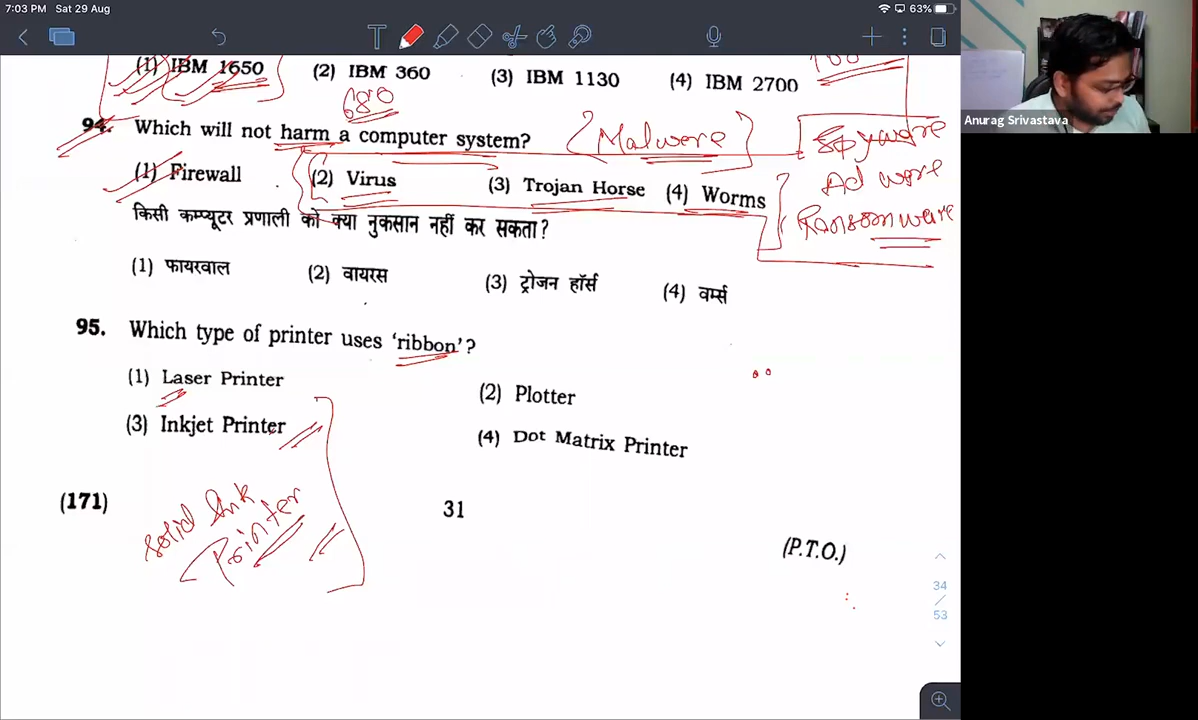 7:03 PM Sat 29 Aug
63%
(1) IBM 1650 (2) IBM 360 (3) IBM 1130 (4) IBM 2700
680
94. Which will not harm a computer system?
(Malwere)
Spyware
Ad wore
Ransomware
(1) Firewall (2) Virus (3) Trojan Horse (4) Worms
किसी कम्प्यूटर प्रणाली को क्या नुकसान नहीं कर सकता?
(1) फायरवाल (2) वायरस (3) ट्रोजन हॉर्स (4) वर्म्स
95. Which type of printer uses ‘ribbon’?
(1) Laser Printer (2) Plotter
(3) Inkjet Printer (4) Dot Matrix Printer
Solid Ink
Printer
(171) 31 (P.T.O.)
34
/
53
Anurag Srivastava